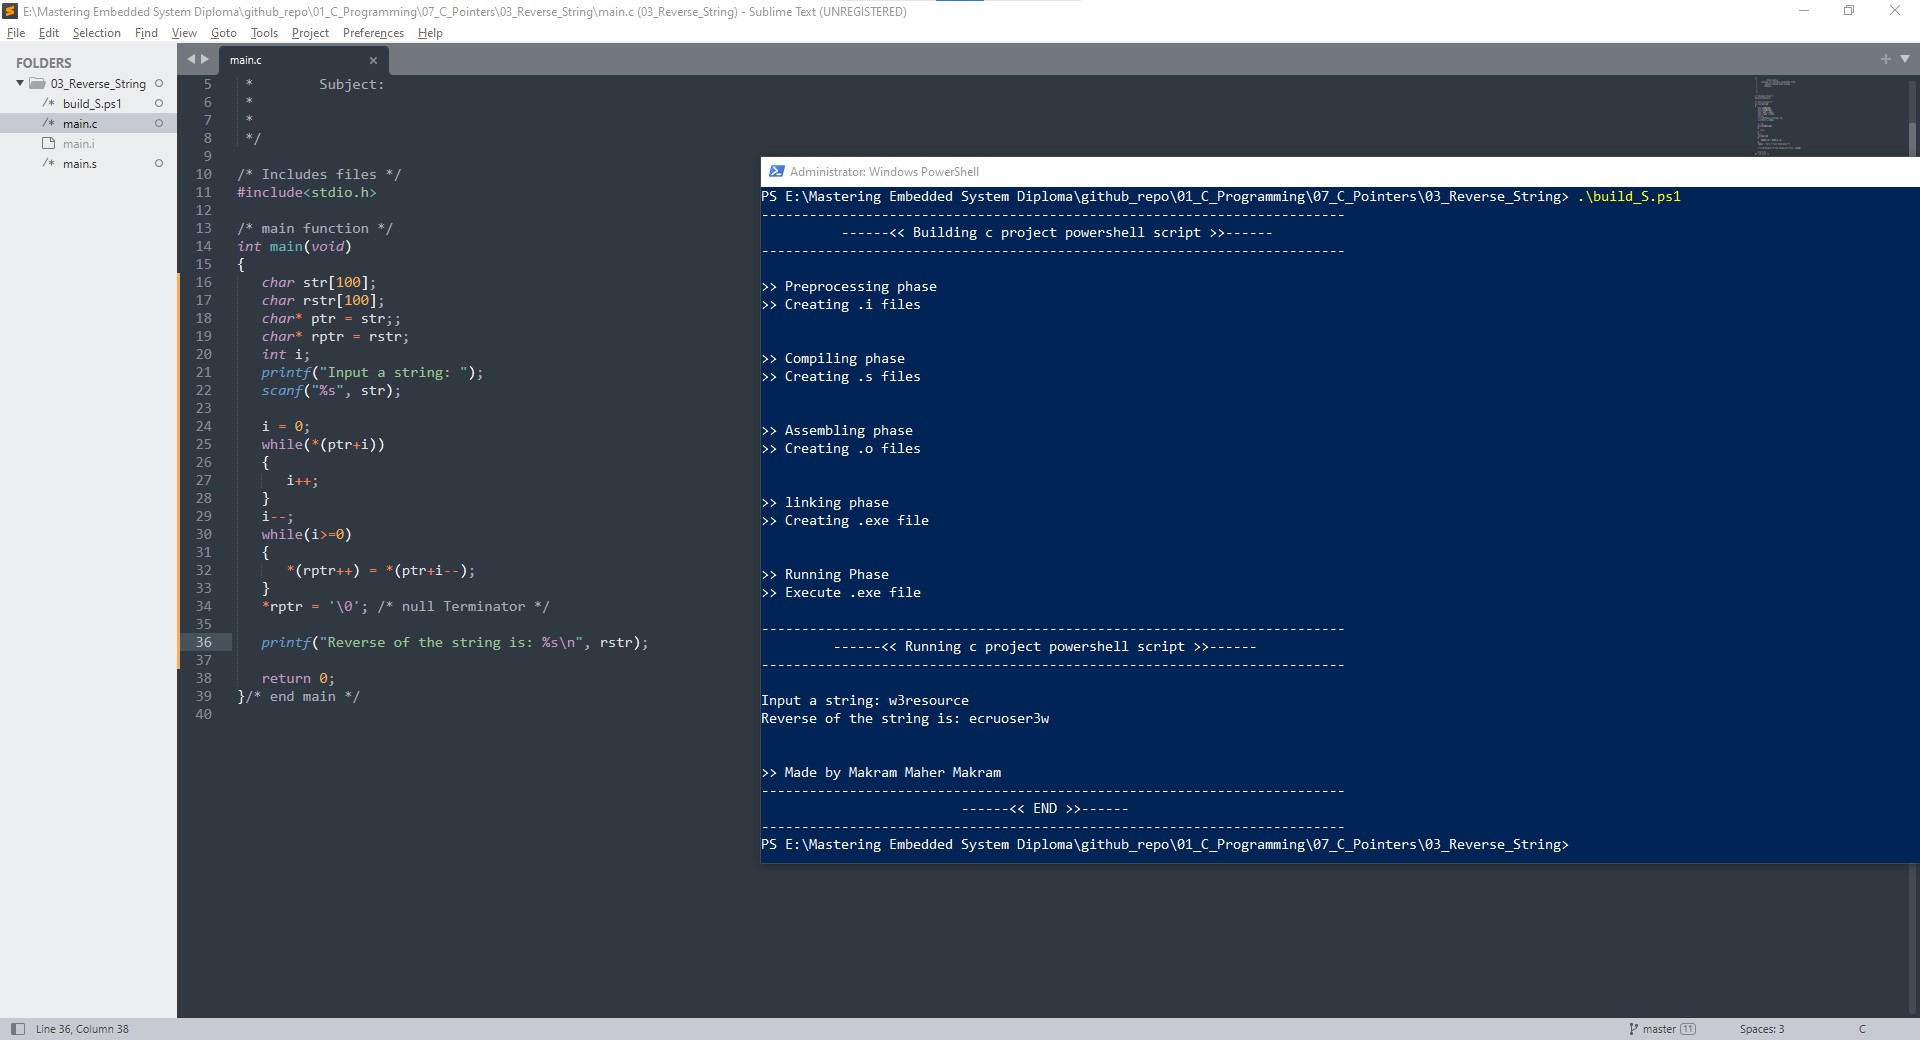 E:\Mastering Embedded System Diploma\github_repo\01_C_Programming\07_C_Pointers\03_Reverse_String\main.c (03_Reverse_String) - Sublime Text (UNREGISTERED)
File Edit Selection Find View Goto Tools Project Preferences Help
FOLDERS
03_Reverse_String
/* build_S.ps1
/* main.c
main.i
/* main.s
main.c
5 * Subject:
6 *
7 *
8 */
9
10 /* Includes files */
11 #include<stdio.h>
12
13 /* main function */
14 int main(void)
15 {
16 char str[100];
17 char rstr[100];
18 char* ptr = str;;
19 char* rptr = rstr;
20 int i;
21 printf("Input a string: ");
22 scanf("%s", str);
23
24 i = 0;
25 while(*(ptr+i))
26 {
27 i++;
28 }
29 i--;
30 while(i>=0)
31 {
32 *(rptr++) = *(ptr+i--);
33 }
34 *rptr = '\0'; /* null Terminator */
35
36 printf("Reverse of the string is: %s\n", rstr);
37
38 return 0;
39 }/* end main */
40
Administrator: Windows PowerShell
PS E:\Mastering Embedded System Diploma\github_repo\01_C_Programming\07_C_Pointers\03_Reverse_String> .\build_S.ps1
-------------------------------------------------------------------------
------<< Building c project powershell script >>------
-------------------------------------------------------------------------
>> Preprocessing phase
>> Creating .i files
>> Compiling phase
>> Creating .s files
>> Assembling phase
>> Creating .o files
>> linking phase
>> Creating .exe file
>> Running Phase
>> Execute .exe file
-------------------------------------------------------------------------
------<< Running c project powershell script >>------
-------------------------------------------------------------------------
Input a string: w3resource
Reverse of the string is: ecruoser3w
>> Made by Makram Maher Makram
-------------------------------------------------------------------------
------<< END >>------
-------------------------------------------------------------------------
PS E:\Mastering Embedded System Diploma\github_repo\01_C_Programming\07_C_Pointers\03_Reverse_String>
Line 36, Column 38
master 11
Spaces: 3
C